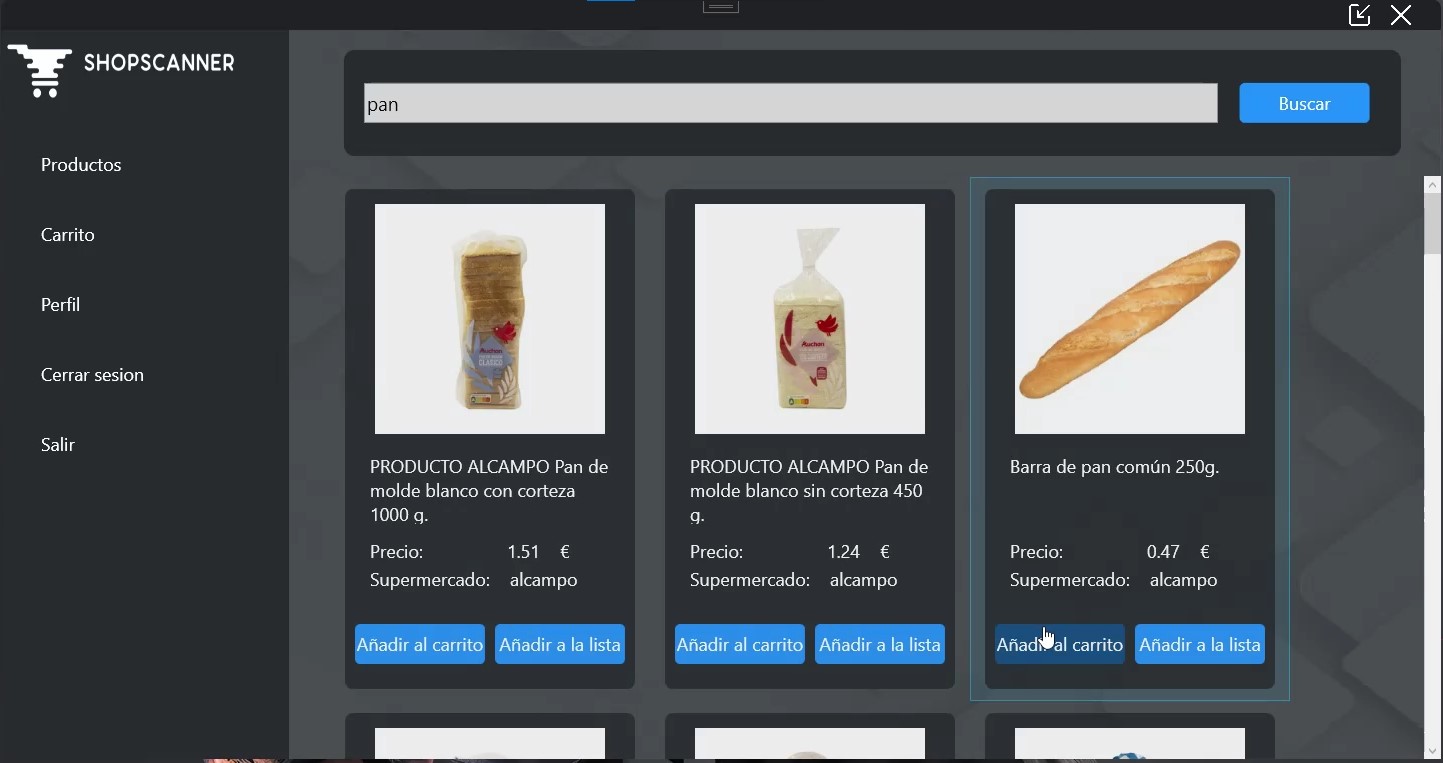 SHOPSCANNER
Productos
Carrito
Perfil
Cerrar sesion
Salir
pan
Buscar
Auchan
CLÁSICO
PRODUCTO ALCAMPO Pan de
molde blanco con corteza
1000 g.
Precio: 1.51 €
Supermercado: alcampo
Añadir al carrito
Añadir a la lista
Auchan
PRODUCTO ALCAMPO Pan de
molde blanco sin corteza 450
g.
Precio: 1.24 €
Supermercado: alcampo
Añadir al carrito
Añadir a la lista
Barra de pan común 250g.
Precio: 0.47 €
Supermercado: alcampo
Añadir al carrito
Añadir a la lista